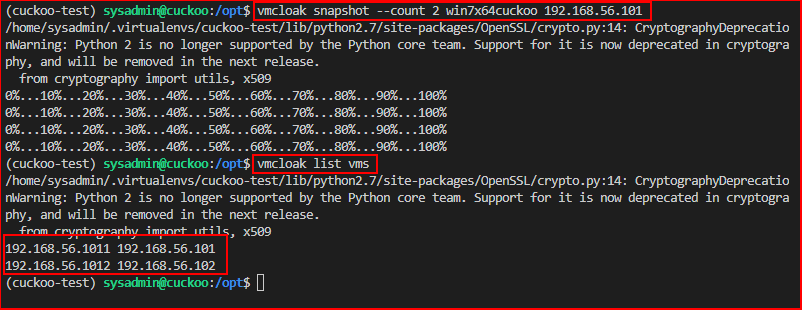 (cuckoo-test) sysadmin@cuckoo:/opt$ vmcloak snapshot --count 2 win7x64cuckoo 192.168.56.101
/home/sysadmin/.virtualenvs/cuckoo-test/lib/python2.7/site-packages/OpenSSL/crypto.py:14: CryptographyDeprecatio
nWarning: Python 2 is no longer supported by the Python core team. Support for it is now deprecated in cryptogra
phy, and will be removed in the next release.
  from cryptography import utils, x509
0%...10%...20%...30%...40%...50%...60%...70%...80%...90%...100%
0%...10%...20%...30%...40%...50%...60%...70%...80%...90%...100%
0%...10%...20%...30%...40%...50%...60%...70%...80%...90%...100%
0%...10%...20%...30%...40%...50%...60%...70%...80%...90%...100%
(cuckoo-test) sysadmin@cuckoo:/opt$ vmcloak list vms
/home/sysadmin/.virtualenvs/cuckoo-test/lib/python2.7/site-packages/OpenSSL/crypto.py:14: CryptographyDeprecatio
nWarning: Python 2 is no longer supported by the Python core team. Support for it is now deprecated in cryptogra
phy, and will be removed in the next release.
  from cryptography import utils, x509
192.168.56.1011 192.168.56.101
192.168.56.1012 192.168.56.102
(cuckoo-test) sysadmin@cuckoo:/opt$